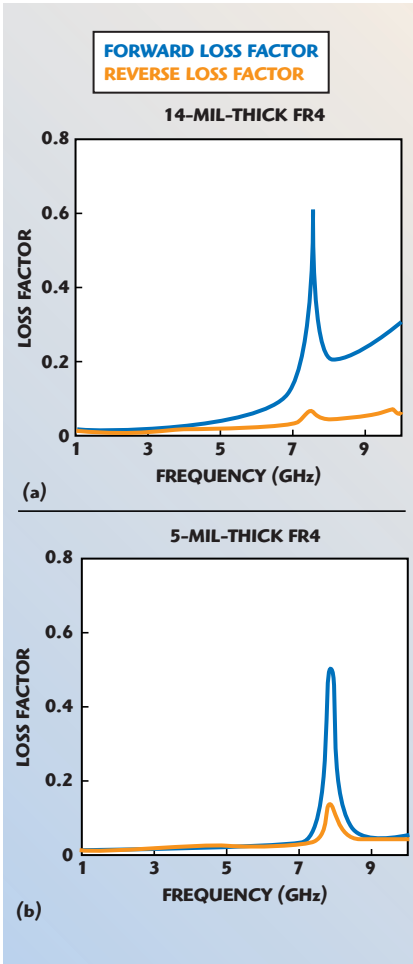 FORWARD LOSS FACTOR
REVERSE LOSS FACTOR
14-MIL-THICK FR4
0.8
0.6
0.4
0.2
0
LOSS FACTOR
1 3 5 7 9
FREQUENCY (GHz)
(a)
5-MIL-THICK FR4
0.8
0.6
0.4
0.2
0
LOSS FACTOR
1 3 5 7 9
FREQUENCY (GHz)
(b)